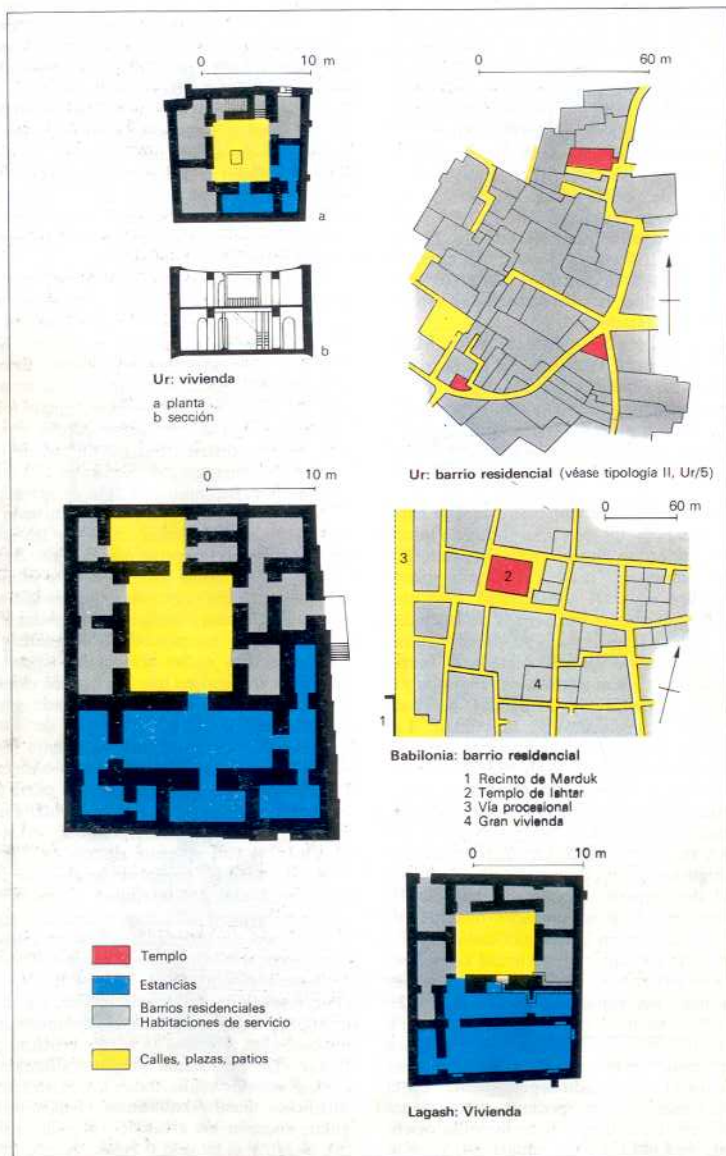 0 10 m
a
b
Ur: vivienda
a planta
b sección
0 60 m
Ur: barrio residencial (véase tipología II, Ur/5)
0 10 m
0 60 m
3
2
4
1
Babilonia: barrio residencial
1 Recinto de Marduk
2 Templo de Ishtar
3 Vía procesional
4 Gran vivienda
Templo
Estancias
Barrios residenciales
Habitaciones de servicio
Calles, plazas, patios
0 10 m
Lagash: Vivienda